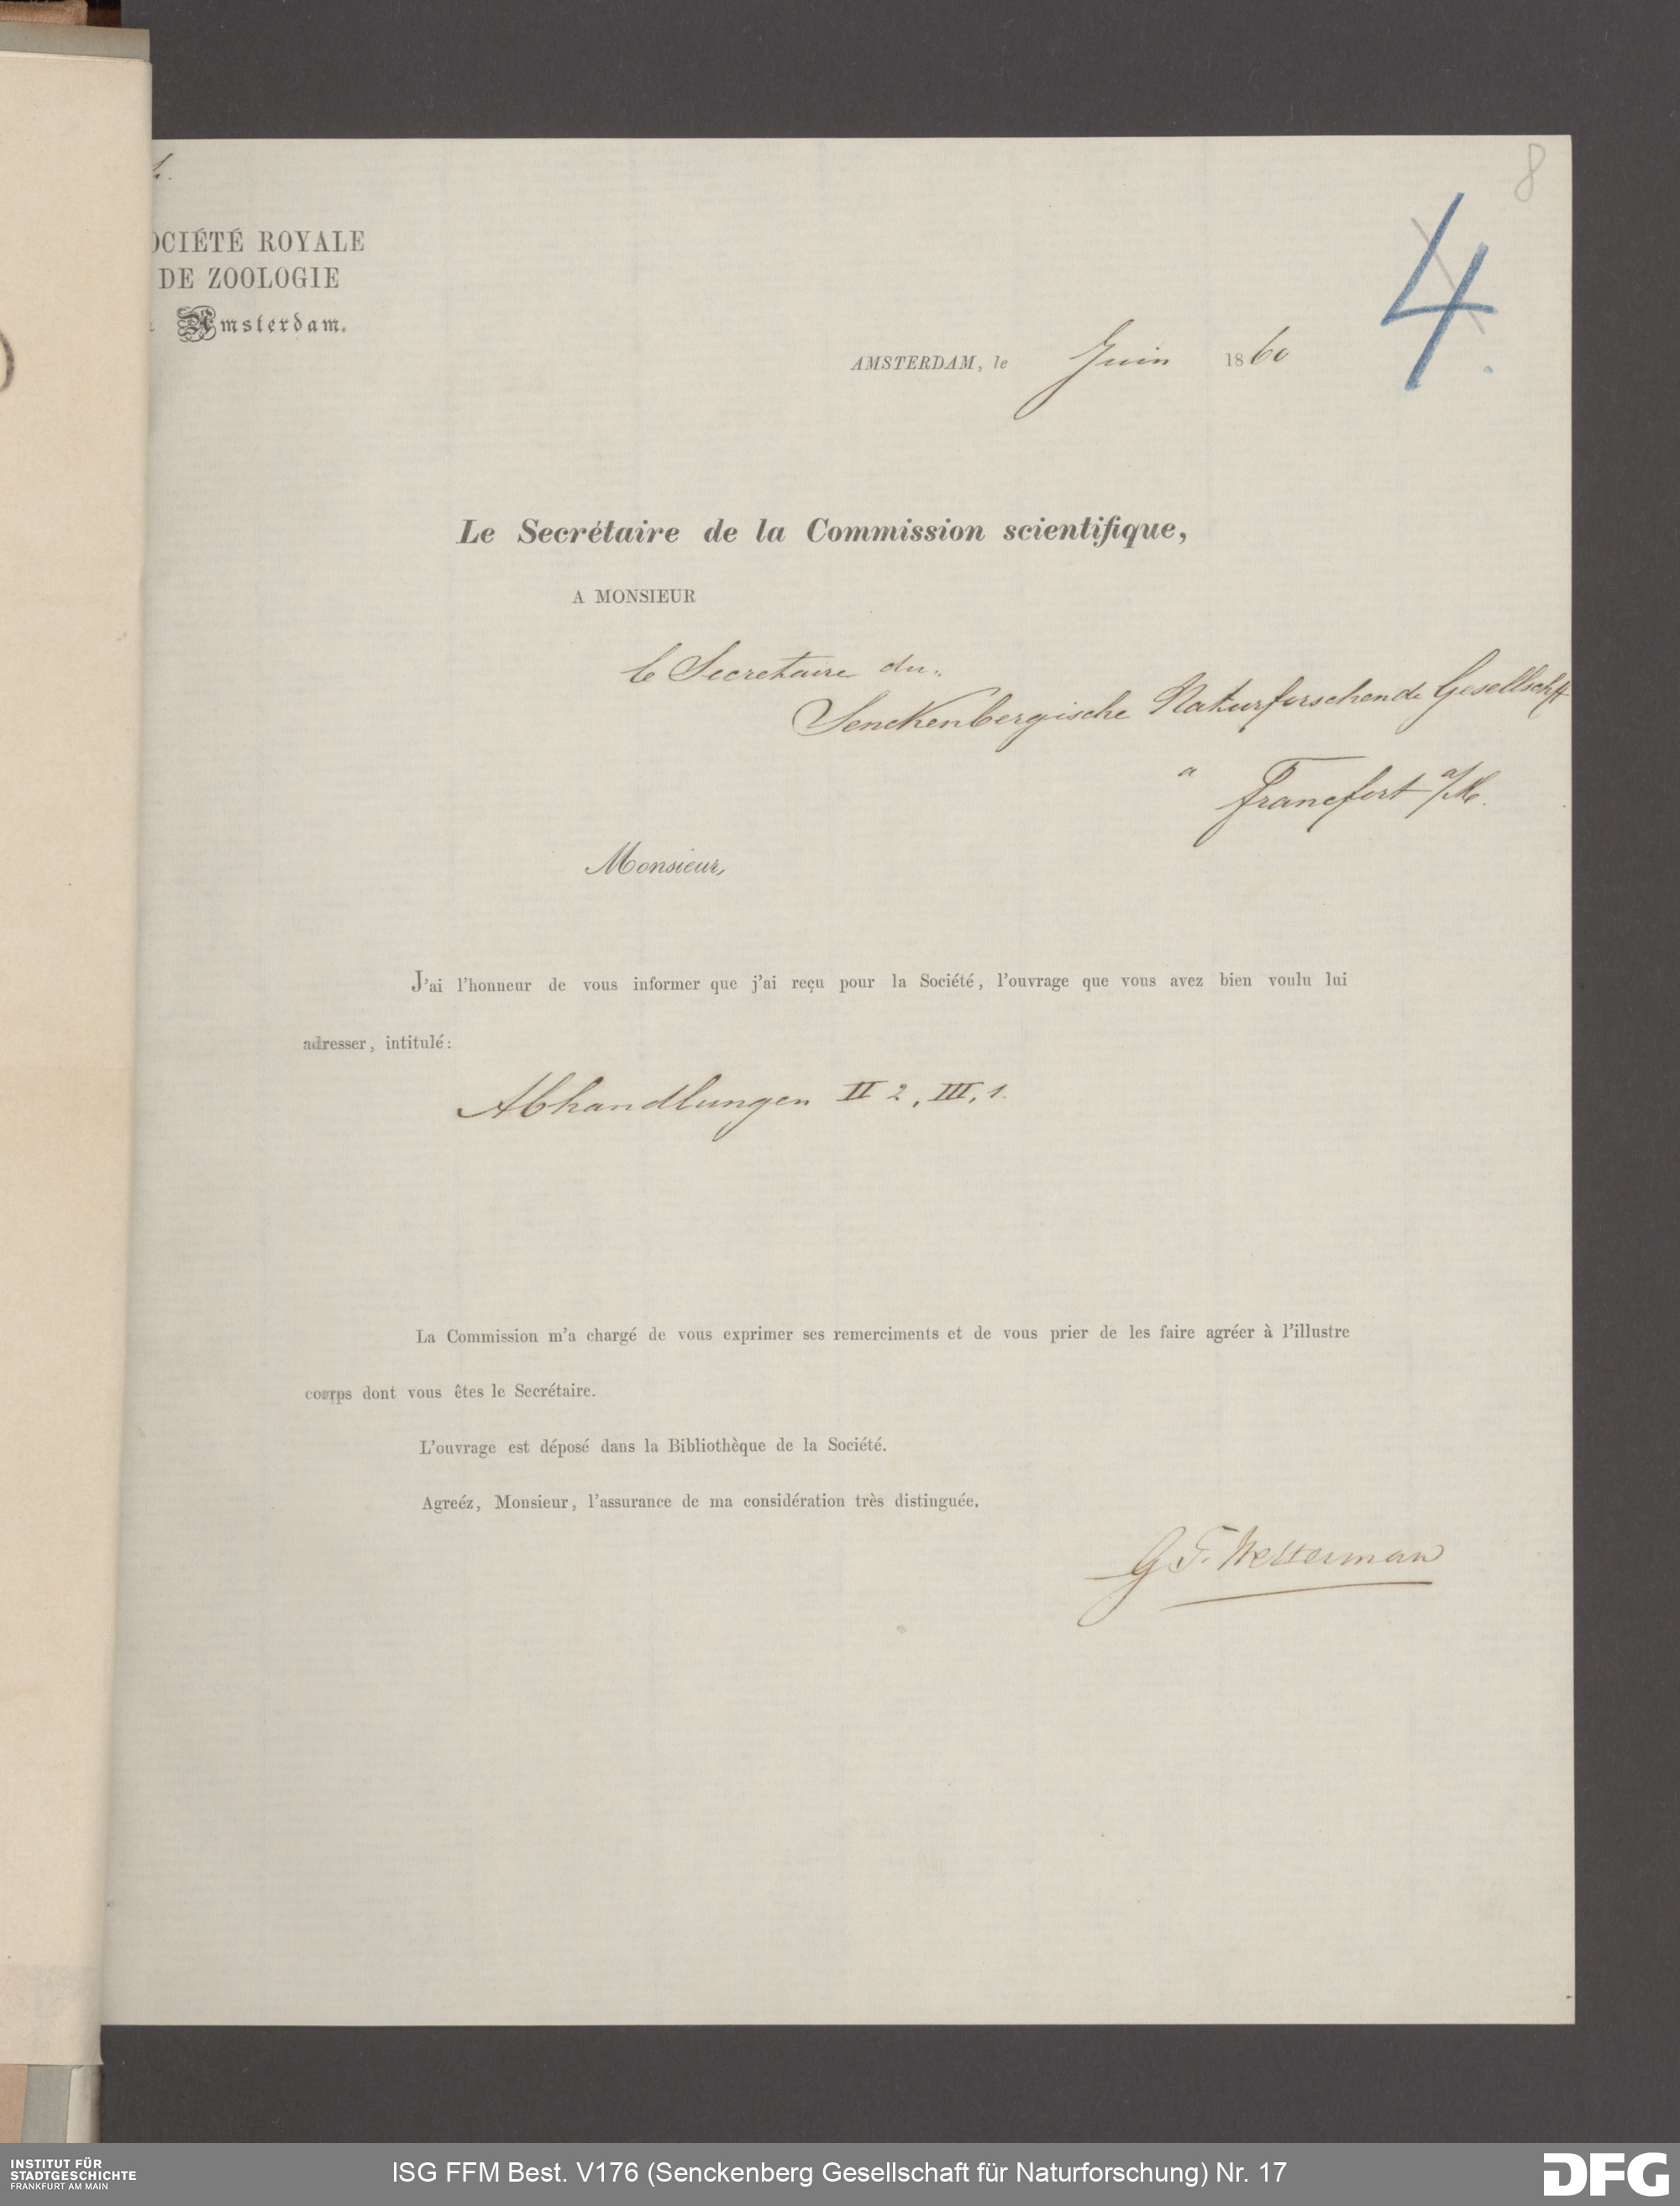 8
4.
OCIÉTÉ ROYALE
DE ZOOLOGIE
Amsterdam.
AMSTERDAM, le Juin 1860
Le Secrétaire de la Commission scientifique,
A MONSIEUR
le Secretaire du
Senckenbergische Naturforschende Gesellschft
a Francfort a/M.
Monsieur,
J'ai l'honneur de vous informer que j'ai reçu pour la Société, l'ouvrage que vous avez bien voulu lui
adresser, intitulé:
Abhandlungen II 2, III, 1.
La Commission m'a chargé de vous exprimer ses remerciments et de vous prier de les faire agréer à l'illustre
corps dont vous êtes le Secrétaire.
L'ouvrage est déposé dans la Bibliothèque de la Société.
Agreéz, Monsieur, l'assurance de ma considération très distinguée.
G F. Westerman
INSTITUT FÜR
STADTGESCHICHTE
FRANKFURT AM MAIN
ISG FFM Best. V176 (Senckenberg Gesellschaft für Naturforschung) Nr. 17
DFG